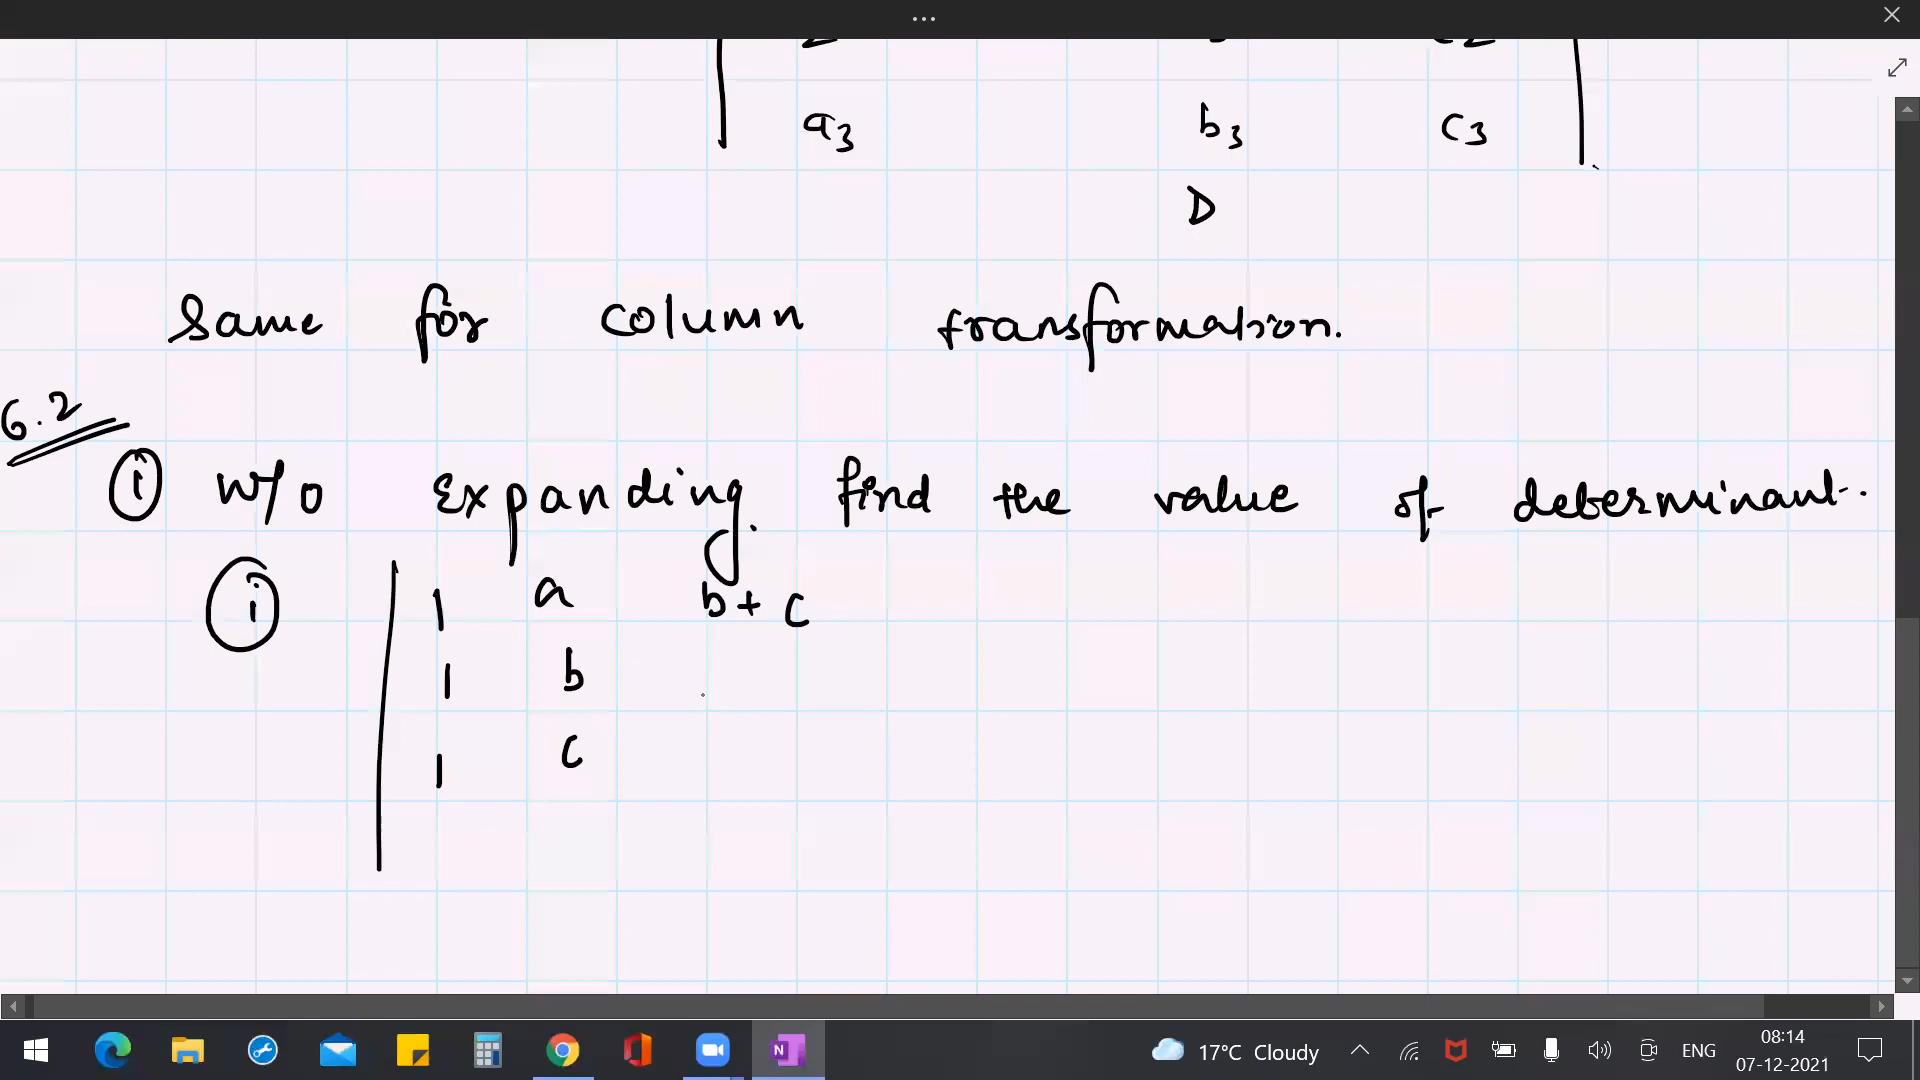 a3 b3 c3
D
Same for column transformation.
6.2
① w/o Expanding find the value of determinant.
ⓘ | 1 a b + c
1 b
1 c
17°C Cloudy
ENG
08:14
07-12-2021